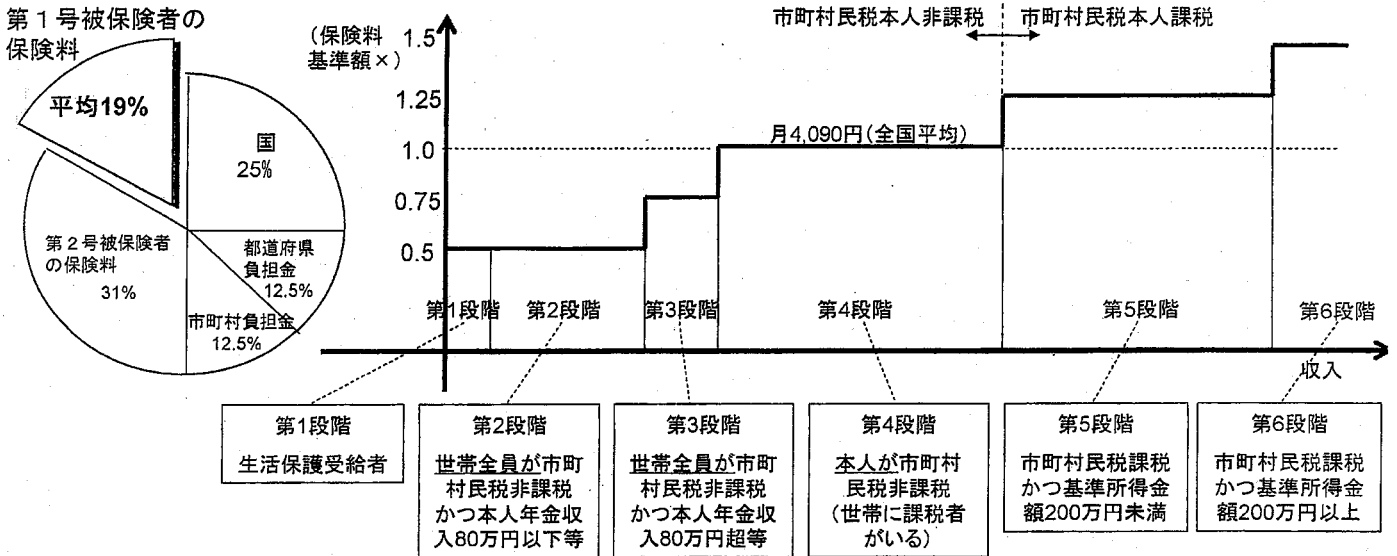 第1号被保険者の
保険料
平均19%
国
25%
第2号被保険者
の保険料
31%
都道府県
負担金
12.5%
市町村負担金
12.5%
(保険料
基準額×)
市町村民税本人非課税
市町村民税本人課税
1.5
1.25
1.0
0.75
0.5
月4,090円(全国平均)
第1段階
第2段階
第3段階
第4段階
第5段階
第6段階
収入
第1段階
生活保護受給者
第2段階
世帯全員が市町
村民税非課税
かつ本人年金収
入80万円以下等
第3段階
世帯全員が市町
村民税非課税
かつ本人年金収
入80万円超等
第4段階
本人が市町村
民税非課税
(世帯に課税者
がいる)
第5段階
市町村民税課税
かつ基準所得金
額200万円未満
第6段階
市町村民税課税
かつ基準所得金
額200万円以上